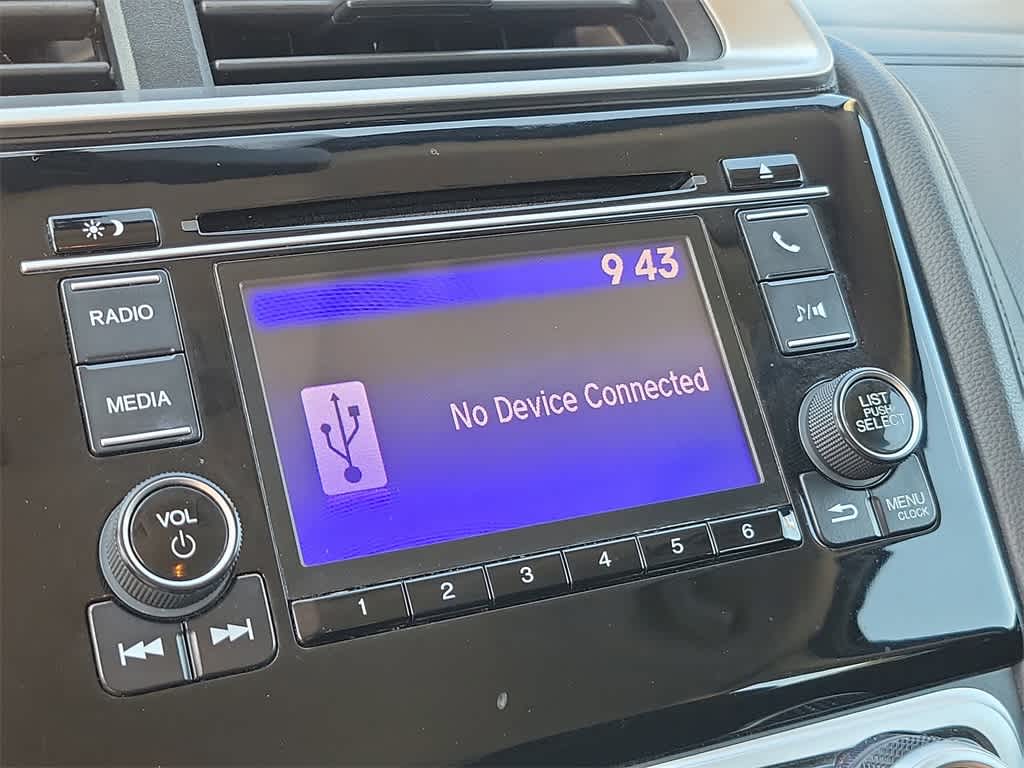 9 43
RADIO
MEDIA
No Device Connected
LIST
PUSH
SELECT
VOL
MENU
CLOCK
1 2 3 4 5 6